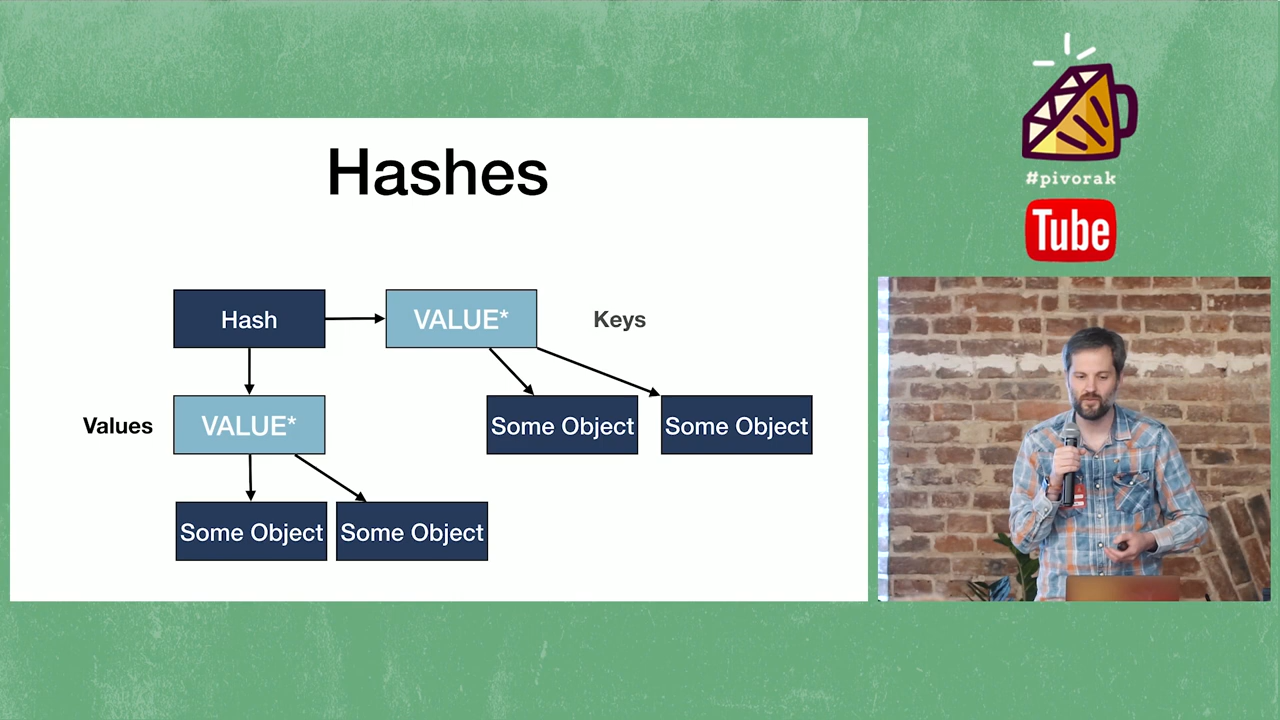 Hashes
Hash
VALUE*
Keys
Some Object
Some Object
Values
VALUE*
Some Object
Some Object
#pivorak
Tube